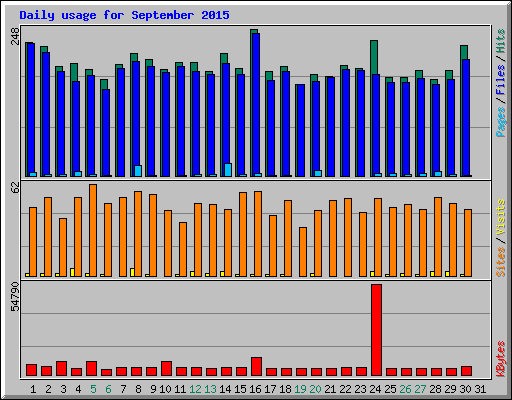 Daily usage for September 2015
248
Pages / Files / Hits
62
Sites / Visits
54790
KBytes
1 2 3 4 5 6 7 8 9 10 11 12 13 14 15 16 17 18 19 20 21 22 23 24 25 26 27 28 29 30 31